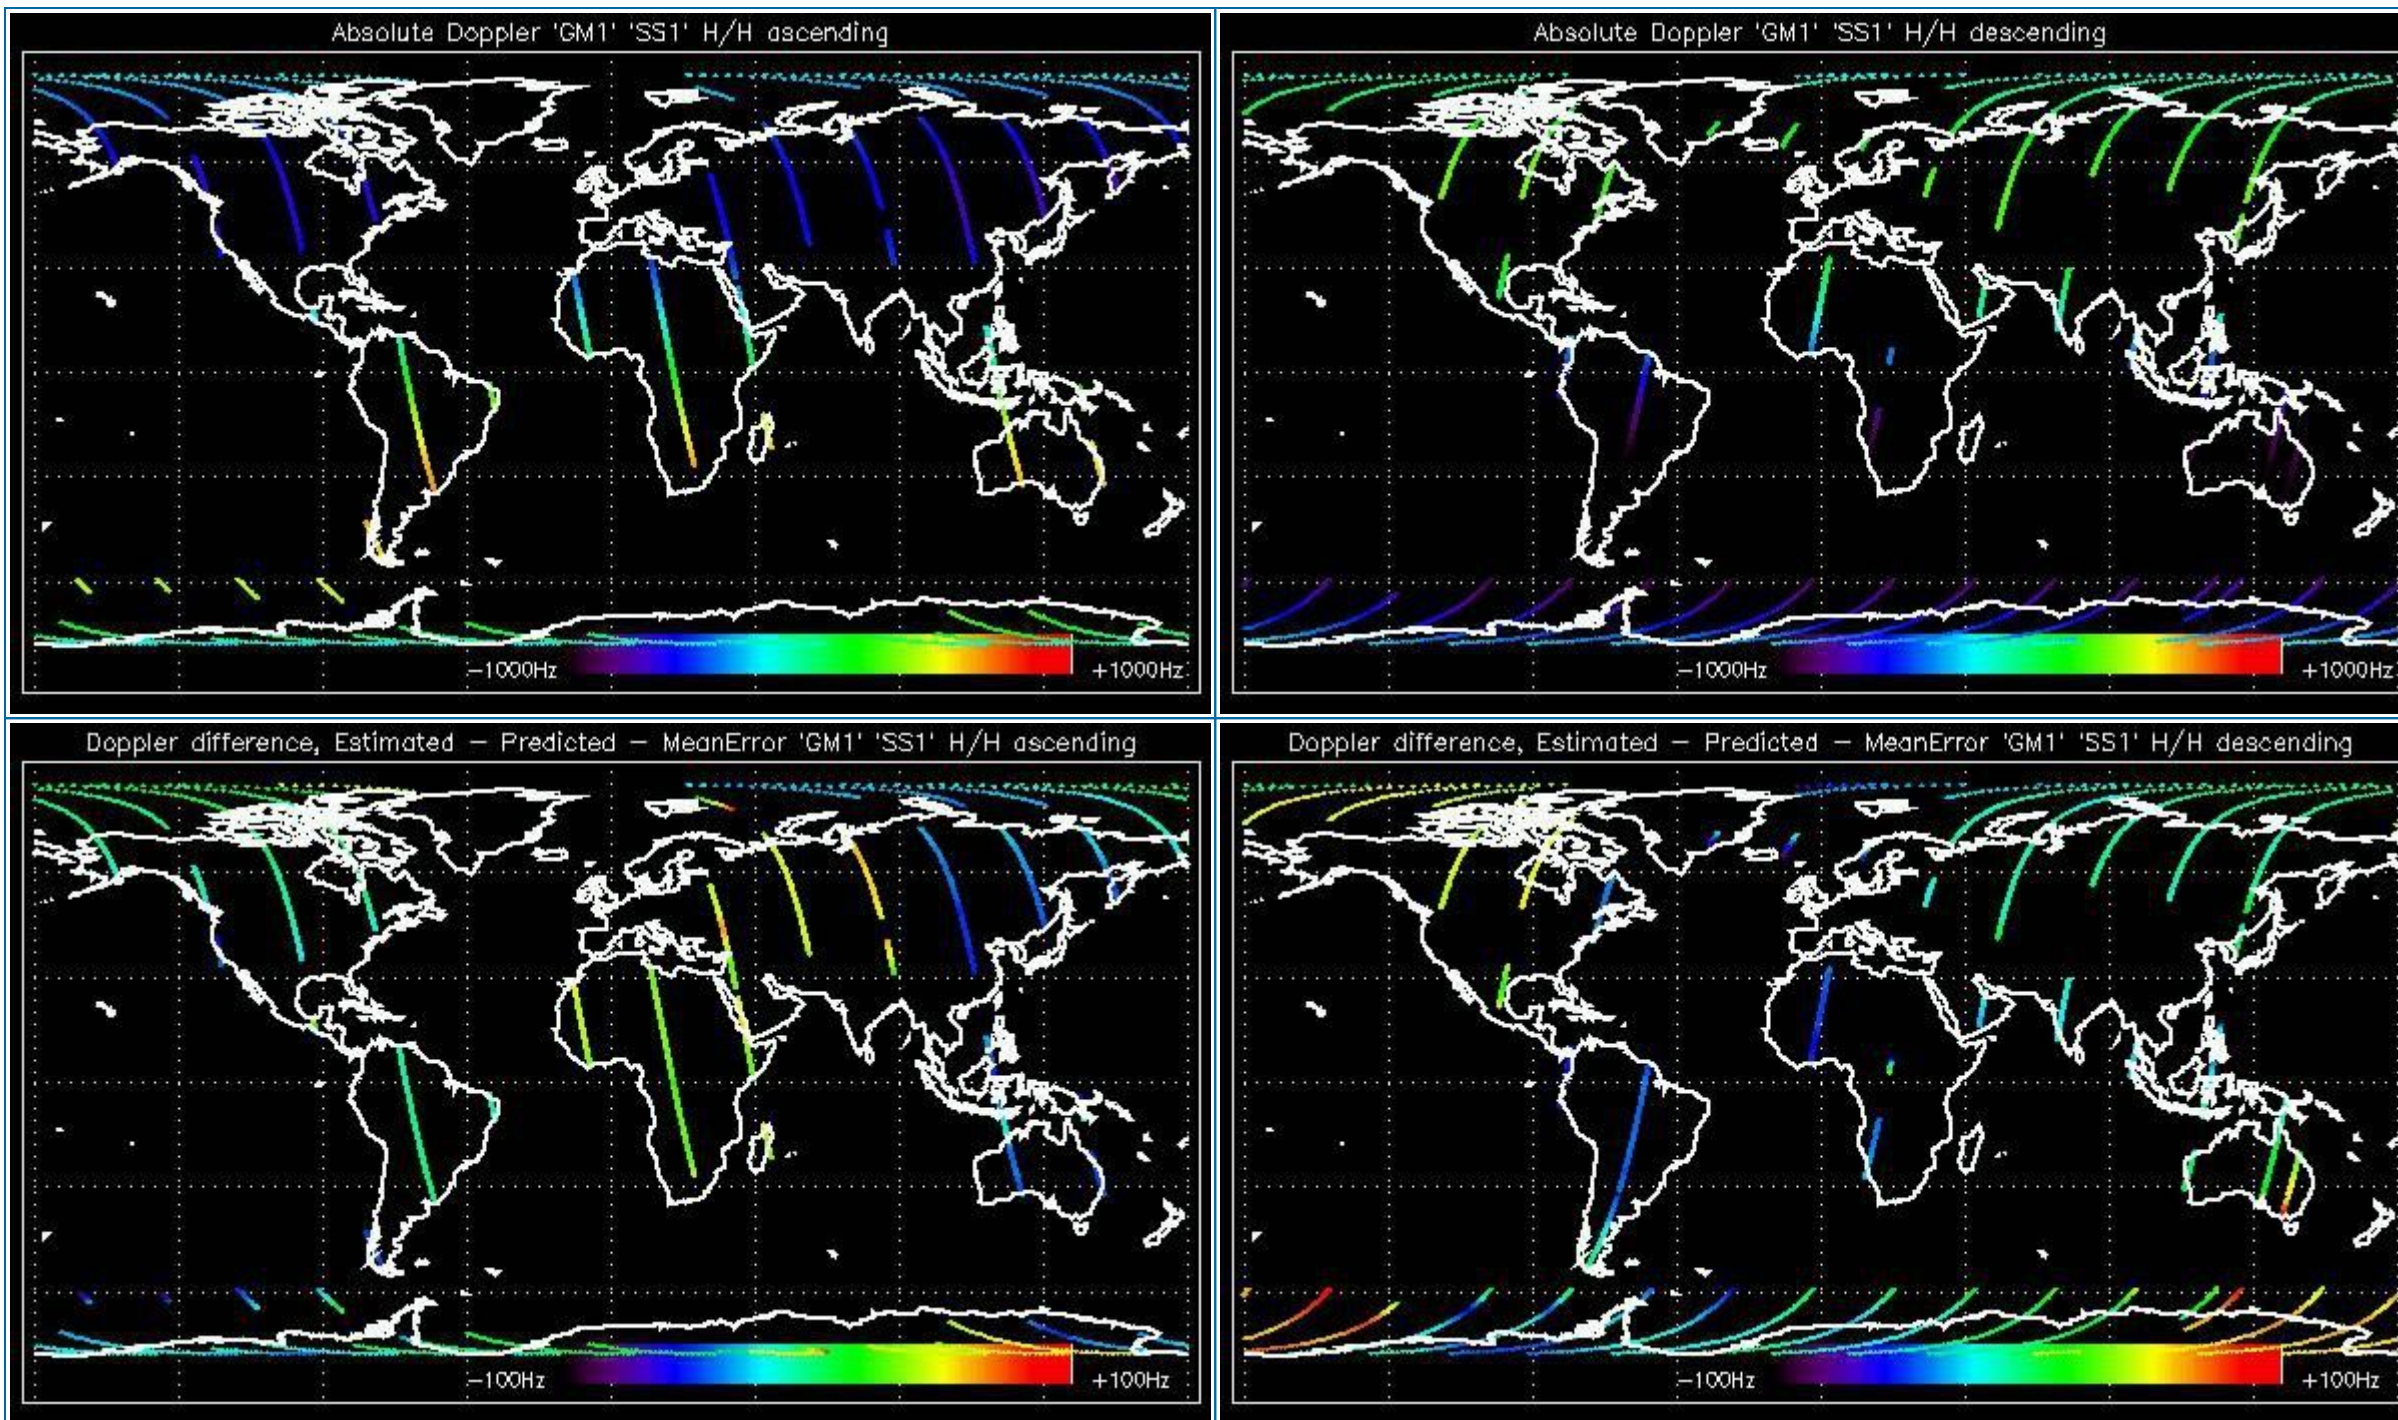 Absolute Doppler 'GM1' 'SS1' H/H ascending
−1000Hz
+1000Hz
Absolute Doppler 'GM1' 'SS1' H/H descending
−1000Hz
+1000Hz
Doppler difference, Estimated − Predicted − MeanError 'GM1' 'SS1' H/H ascending
−100Hz
+100Hz
Doppler difference, Estimated − Predicted − MeanError 'GM1' 'SS1' H/H descending
−100Hz
+100Hz